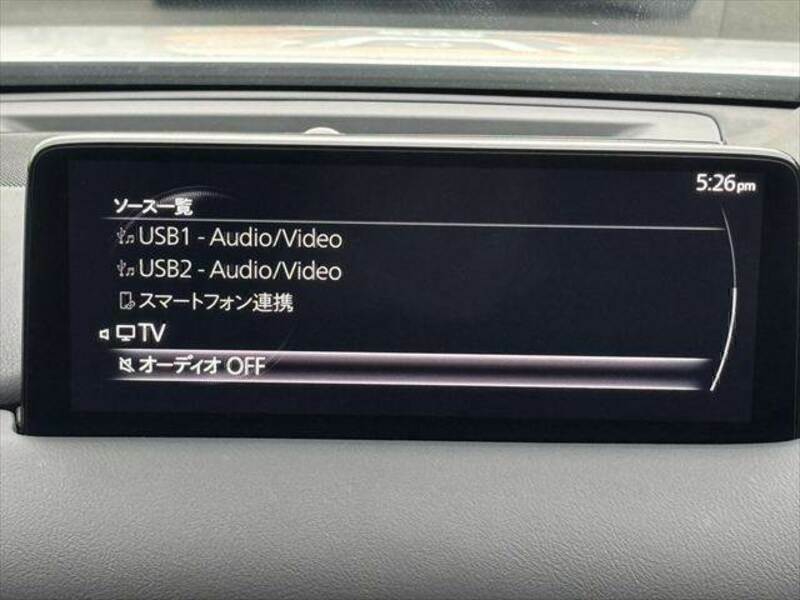 5:26pm
ソース一覧
USB1 - Audio/Video
USB2 - Audio/Video
スマートフォン連携
TV
オーディオ OFF